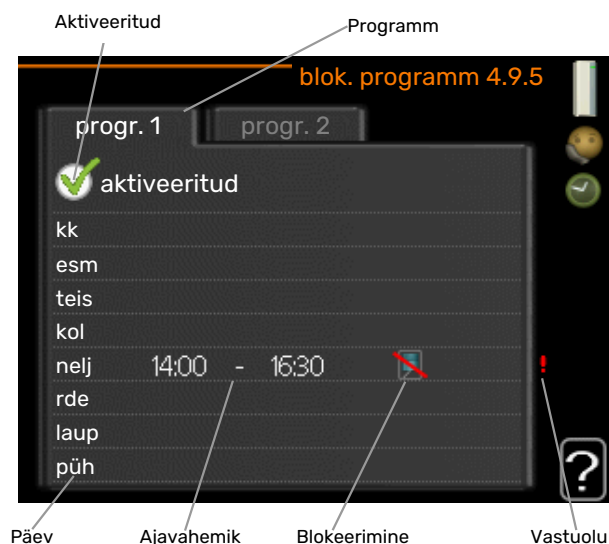 Aktiveeritud
Programm
blok. programm 4.9.5
progr. 1
progr. 2
aktiveeritud
kk
esm
teis
kol
nelj 14:00 - 16:30 !
rde
laup
püh
?
Päev
Ajavahemik
Blokeerimine
Vastuolu